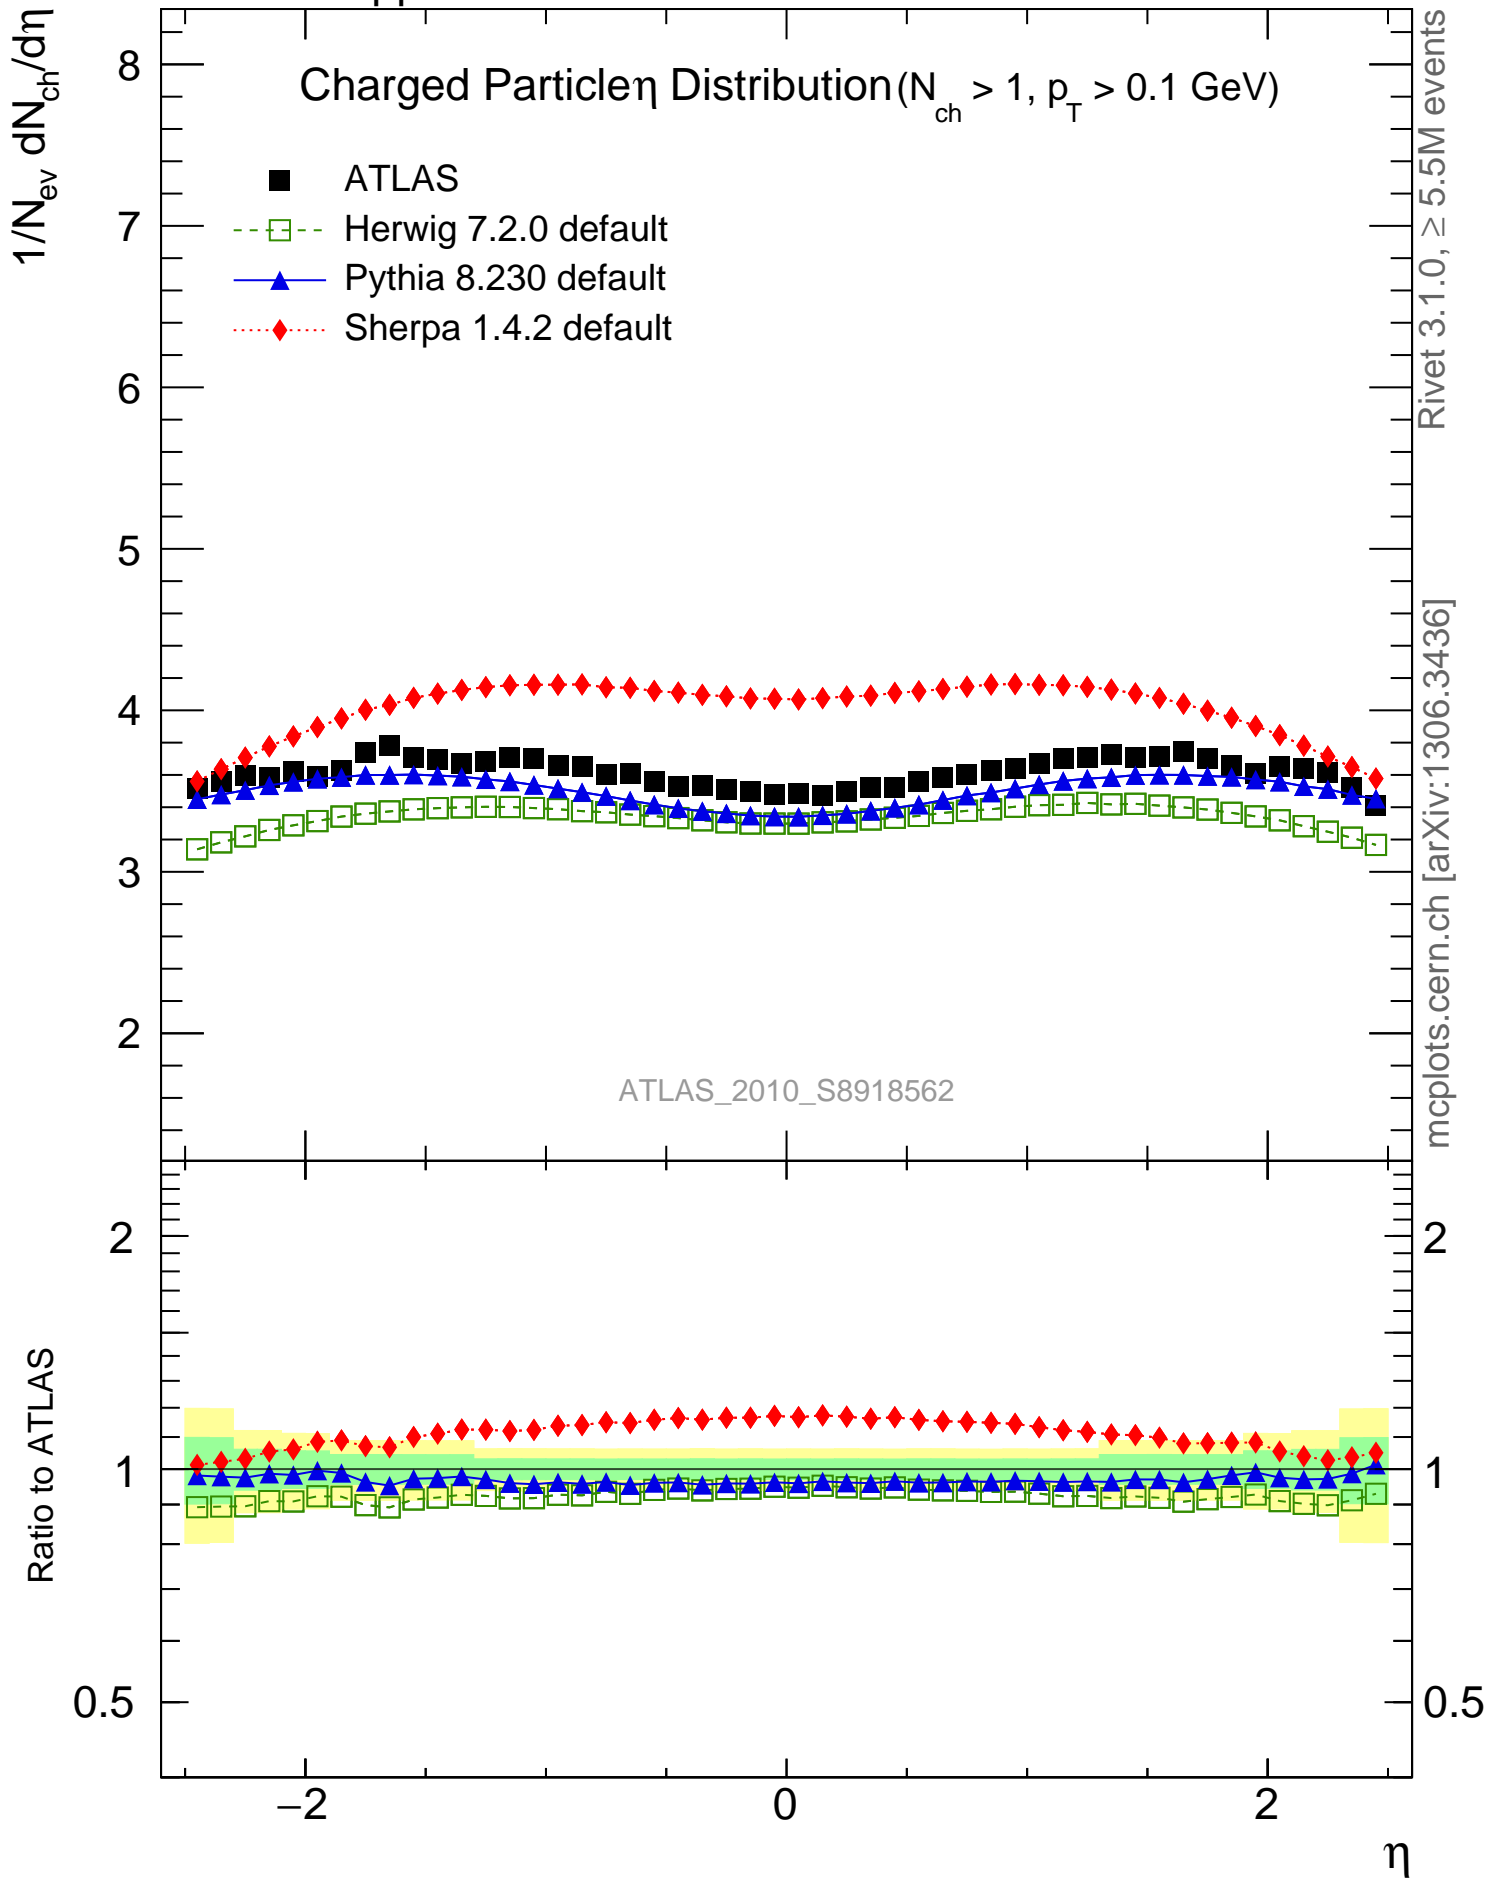 pp
1/N_ev dN_ch/dη
Charged Particleη Distribution (N_ch > 1, p_T > 0.1 GeV)
ATLAS
Herwig 7.2.0 default
Pythia 8.230 default
Sherpa 1.4.2 default
8
7
6
5
4
3
2
ATLAS_2010_S8918562
Rivet 3.1.0, ≥ 5.5M events
mcplots.cern.ch [arXiv:1306.3436]
Ratio to ATLAS
2
1
0.5
2
1
0.5
−2
0
2
η